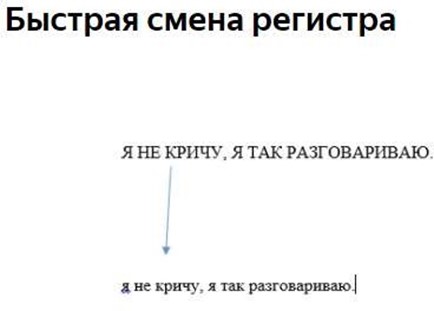 Быстрая смена регистра
Я НЕ КРИЧУ, Я ТАК РАЗГОВАРИВАЮ.
я не кричу, я так разговариваю.